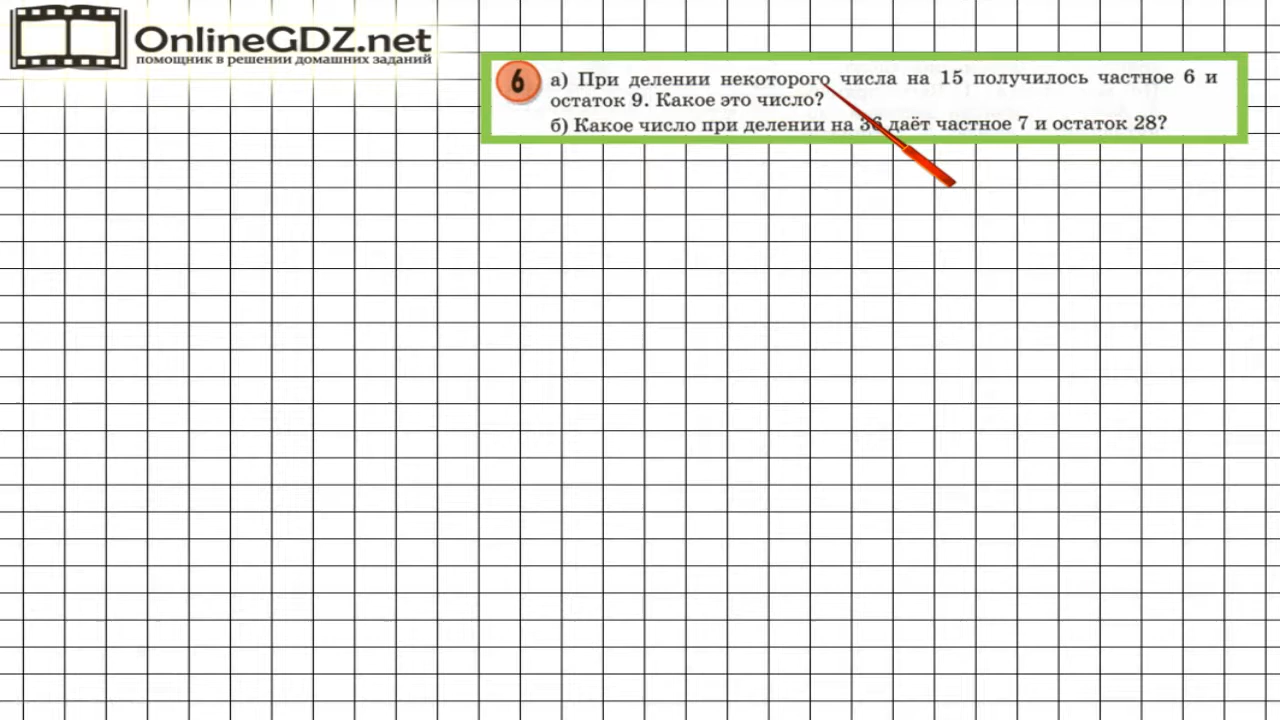 OnlineGDZ.net
помощник в решении домашних заданий
6
а) При делении некоторого числа на 15 получилось частное 6 и
остаток 9. Какое это число?
б) Какое число при делении на 36 даёт частное 7 и остаток 28?